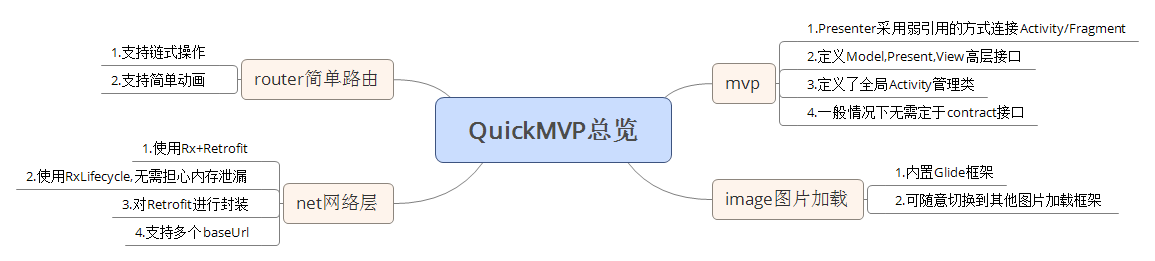 QuickMVP总览
router简单路由
1.支持链式操作
2.支持简单动画
net网络层
1.使用Rx+Retrofit
2.使用RxLifecycle,无需担心内存泄漏
3.对Retrofit进行封装
4.支持多个baseUrl
mvp
1.Presenter采用弱引用的方式连接Activity/Fragment
2.定义Model,Present,View高层接口
3.定义了全局Activity管理类
4.一般情况下无需定于contract接口
image图片加载
1.内置Glide框架
2.可随意切换到其他图片加载框架